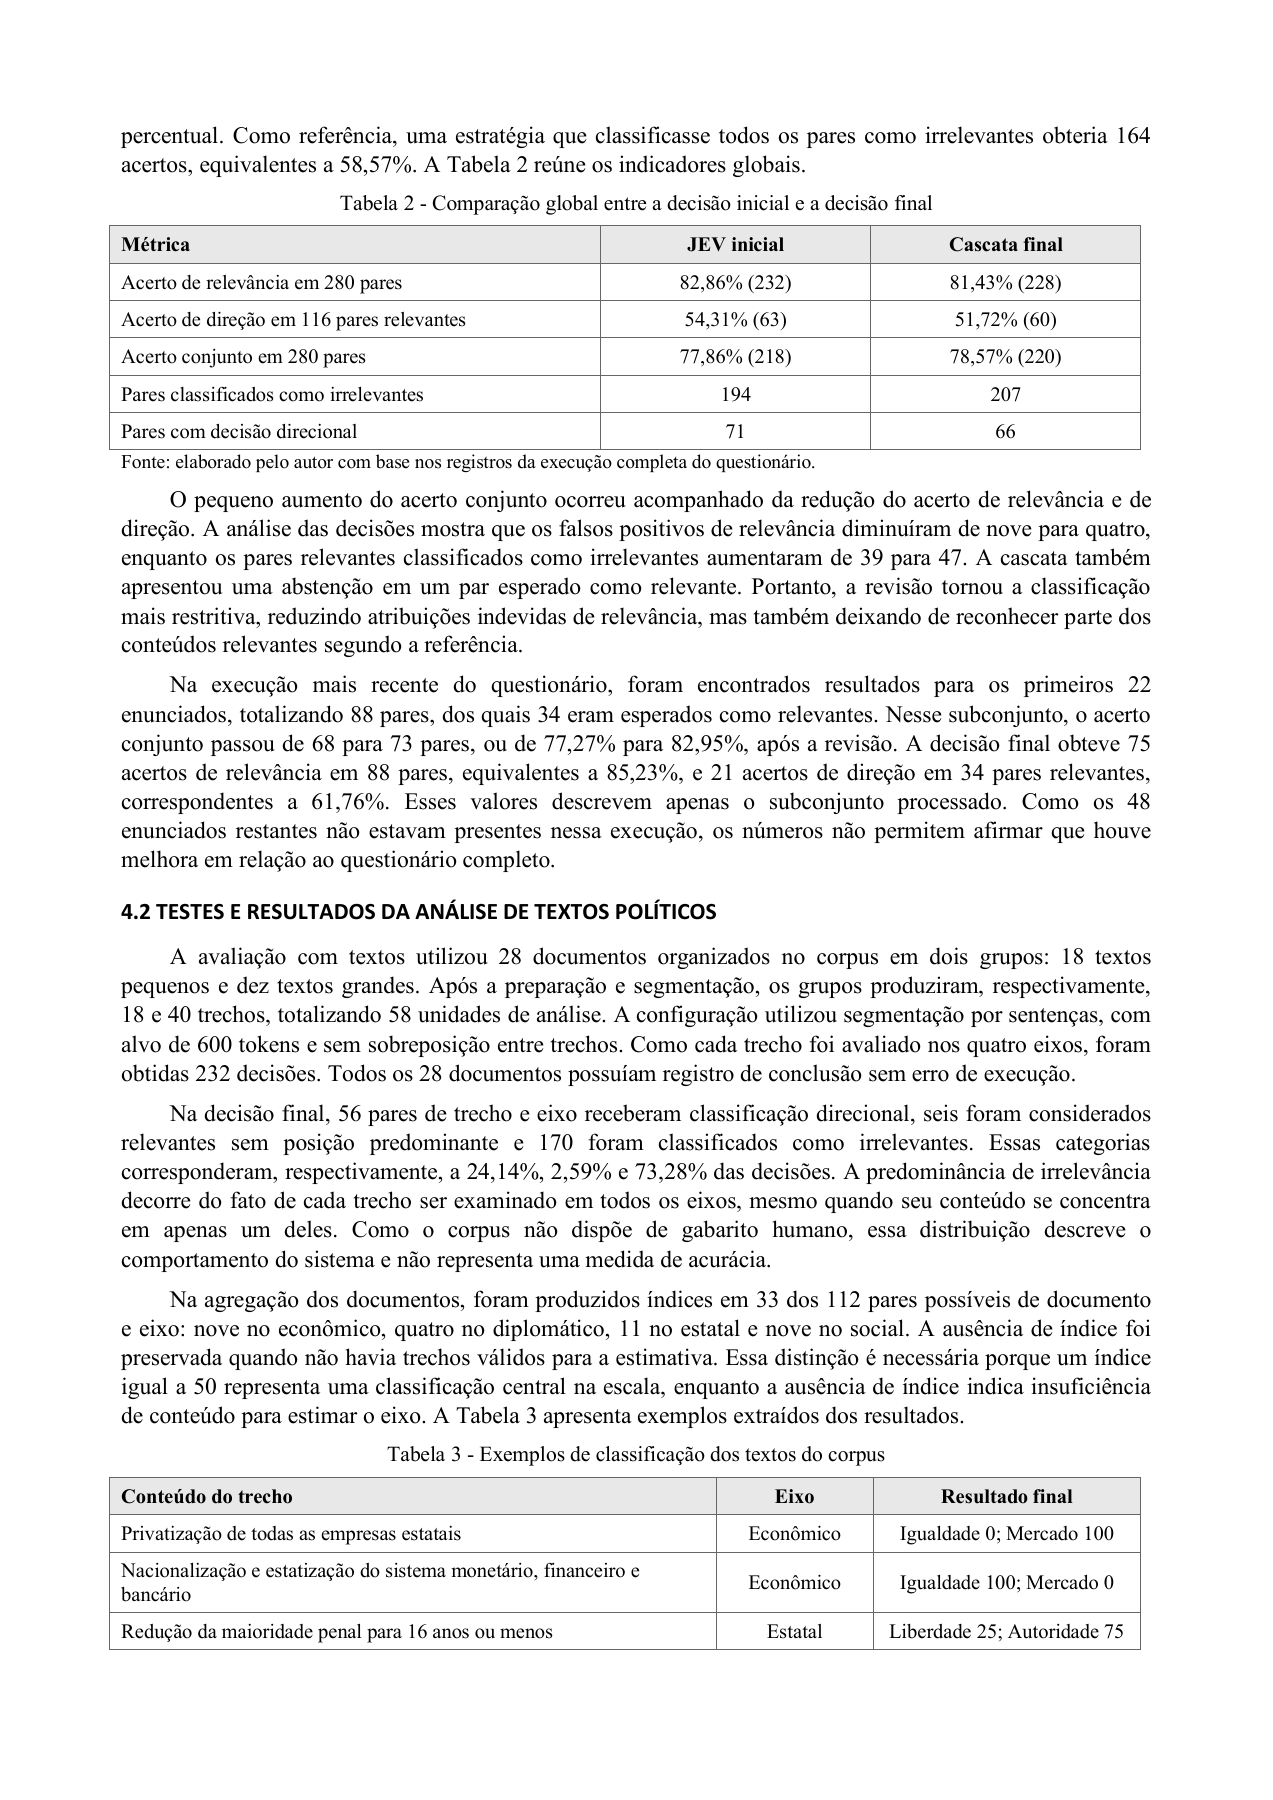 percentual. Como referência, uma estratégia que classificasse todos os pares como irrelevantes obteria 164
acertos, equivalentes a 58,57%. A Tabela 2 reúne os indicadores globais.
Tabela 2 - Comparação global entre a decisão inicial e a decisão final
Métrica JEV inicial Cascata final
Acerto de relevância em 280 pares 82,86% (232) 81,43% (228)
Acerto de direção em 116 pares relevantes 54,31% (63) 51,72% (60)
Acerto conjunto em 280 pares 77,86% (218) 78,57% (220)
Pares classificados como irrelevantes 194 207
Pares com decisão direcional 71 66
Fonte: elaborado pelo autor com base nos registros da execução completa do questionário.
O pequeno aumento do acerto conjunto ocorreu acompanhado da redução do acerto de relevância e de
direção. A análise das decisões mostra que os falsos positivos de relevância diminuíram de nove para quatro,
enquanto os pares relevantes classificados como irrelevantes aumentaram de 39 para 47. A cascata também
apresentou uma abstenção em um par esperado como relevante. Portanto, a revisão tornou a classificação
mais restritiva, reduzindo atribuições indevidas de relevância, mas também deixando de reconhecer parte dos
conteúdos relevantes segundo a referência.
Na execução mais recente do questionário, foram encontrados resultados para os primeiros 22
enunciados, totalizando 88 pares, dos quais 34 eram esperados como relevantes. Nesse subconjunto, o acerto
conjunto passou de 68 para 73 pares, ou de 77,27% para 82,95%, após a revisão. A decisão final obteve 75
acertos de relevância em 88 pares, equivalentes a 85,23%, e 21 acertos de direção em 34 pares relevantes,
correspondentes a 61,76%. Esses valores descrevem apenas o subconjunto processado. Como os 48
enunciados restantes não estavam presentes nessa execução, os números não permitem afirmar que houve
melhora em relação ao questionário completo.
4.2 TESTES E RESULTADOS DA ANÁLISE DE TEXTOS POLÍTICOS
A avaliação com textos utilizou 28 documentos organizados no corpus em dois grupos: 18 textos
pequenos e dez textos grandes. Após a preparação e segmentação, os grupos produziram, respectivamente,
18 e 40 trechos, totalizando 58 unidades de análise. A configuração utilizou segmentação por sentenças, com
alvo de 600 tokens e sem sobreposição entre trechos. Como cada trecho foi avaliado nos quatro eixos, foram
obtidas 232 decisões. Todos os 28 documentos possuíam registro de conclusão sem erro de execução.
Na decisão final, 56 pares de trecho e eixo receberam classificação direcional, seis foram considerados
relevantes sem posição predominante e 170 foram classificados como irrelevantes. Essas categorias
corresponderam, respectivamente, a 24,14%, 2,59% e 73,28% das decisões. A predominância de irrelevância
decorre do fato de cada trecho ser examinado em todos os eixos, mesmo quando seu conteúdo se concentra
em apenas um deles. Como o corpus não dispõe de gabarito humano, essa distribuição descreve o
comportamento do sistema e não representa uma medida de acurácia.
Na agregação dos documentos, foram produzidos índices em 33 dos 112 pares possíveis de documento
e eixo: nove no econômico, quatro no diplomático, 11 no estatal e nove no social. A ausência de índice foi
preservada quando não havia trechos válidos para a estimativa. Essa distinção é necessária porque um índice
igual a 50 representa uma classificação central na escala, enquanto a ausência de índice indica insuficiência
de conteúdo para estimar o eixo. A Tabela 3 apresenta exemplos extraídos dos resultados.
Tabela 3 - Exemplos de classificação dos textos do corpus
Conteúdo do trecho Eixo Resultado final
Privatização de todas as empresas estatais Econômico Igualdade 0; Mercado 100
Nacionalização e estatização do sistema monetário, financeiro e
bancário Econômico Igualdade 100; Mercado 0
Redução da maioridade penal para 16 anos ou menos Estatal Liberdade 25; Autoridade 75